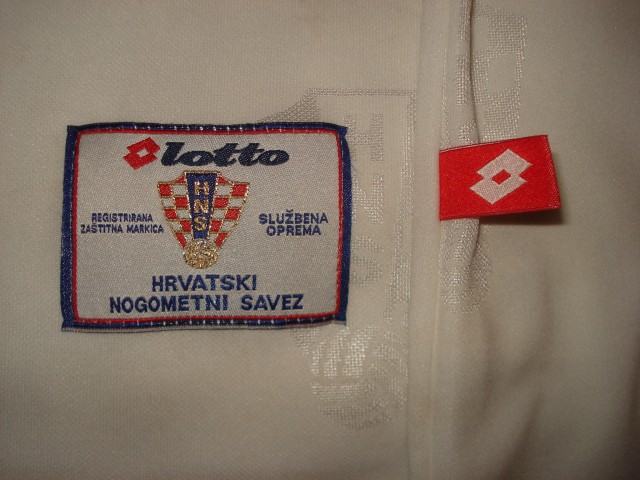 lotto
HNS
REGISTRIRANA
ZAŠTITNA MARKICA
SLUŽBENA
OPREMA
HRVATSKI
NOGOMETNI SAVEZ